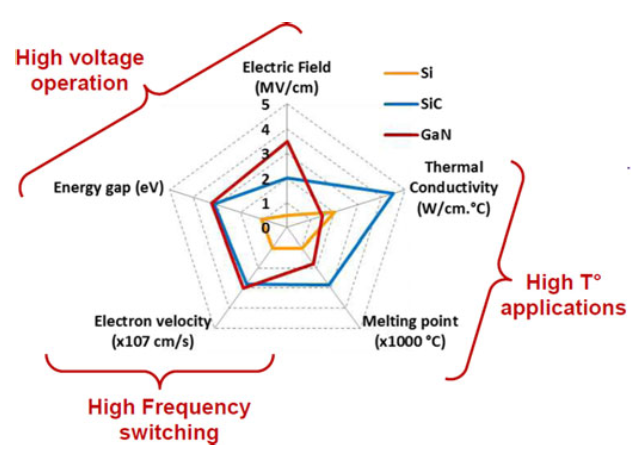 High voltage
operation
Electric Field
(MV/cm)
Si
SiC
GaN
5
4
3
2
1
0
Thermal
Conductivity
(W/cm.°C)
Energy gap (eV)
High T°
applications
Electron velocity
(x107 cm/s)
Melting point
(x1000 °C)
High Frequency
switching